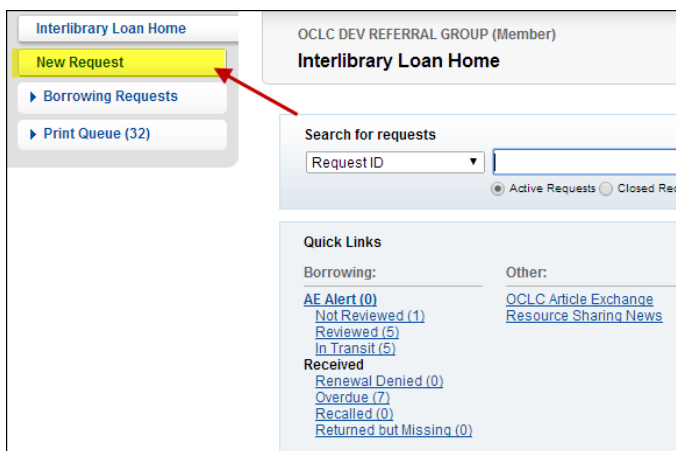 Interlibrary Loan Home
New Request
Borrowing Requests
Print Queue (32)
OCLC DEV REFERRAL GROUP (Member)
Interlibrary Loan Home
Search for requests
Request ID
Active Requests Closed Rec
Quick Links
Borrowing: Other:
AE Alert (0) OCLC Article Exchange
Not Reviewed (1) Resource Sharing News
Reviewed (5)
In Transit (5)
Received
Renewal Denied (0)
Overdue (7)
Recalled (0)
Returned but Missing (0)